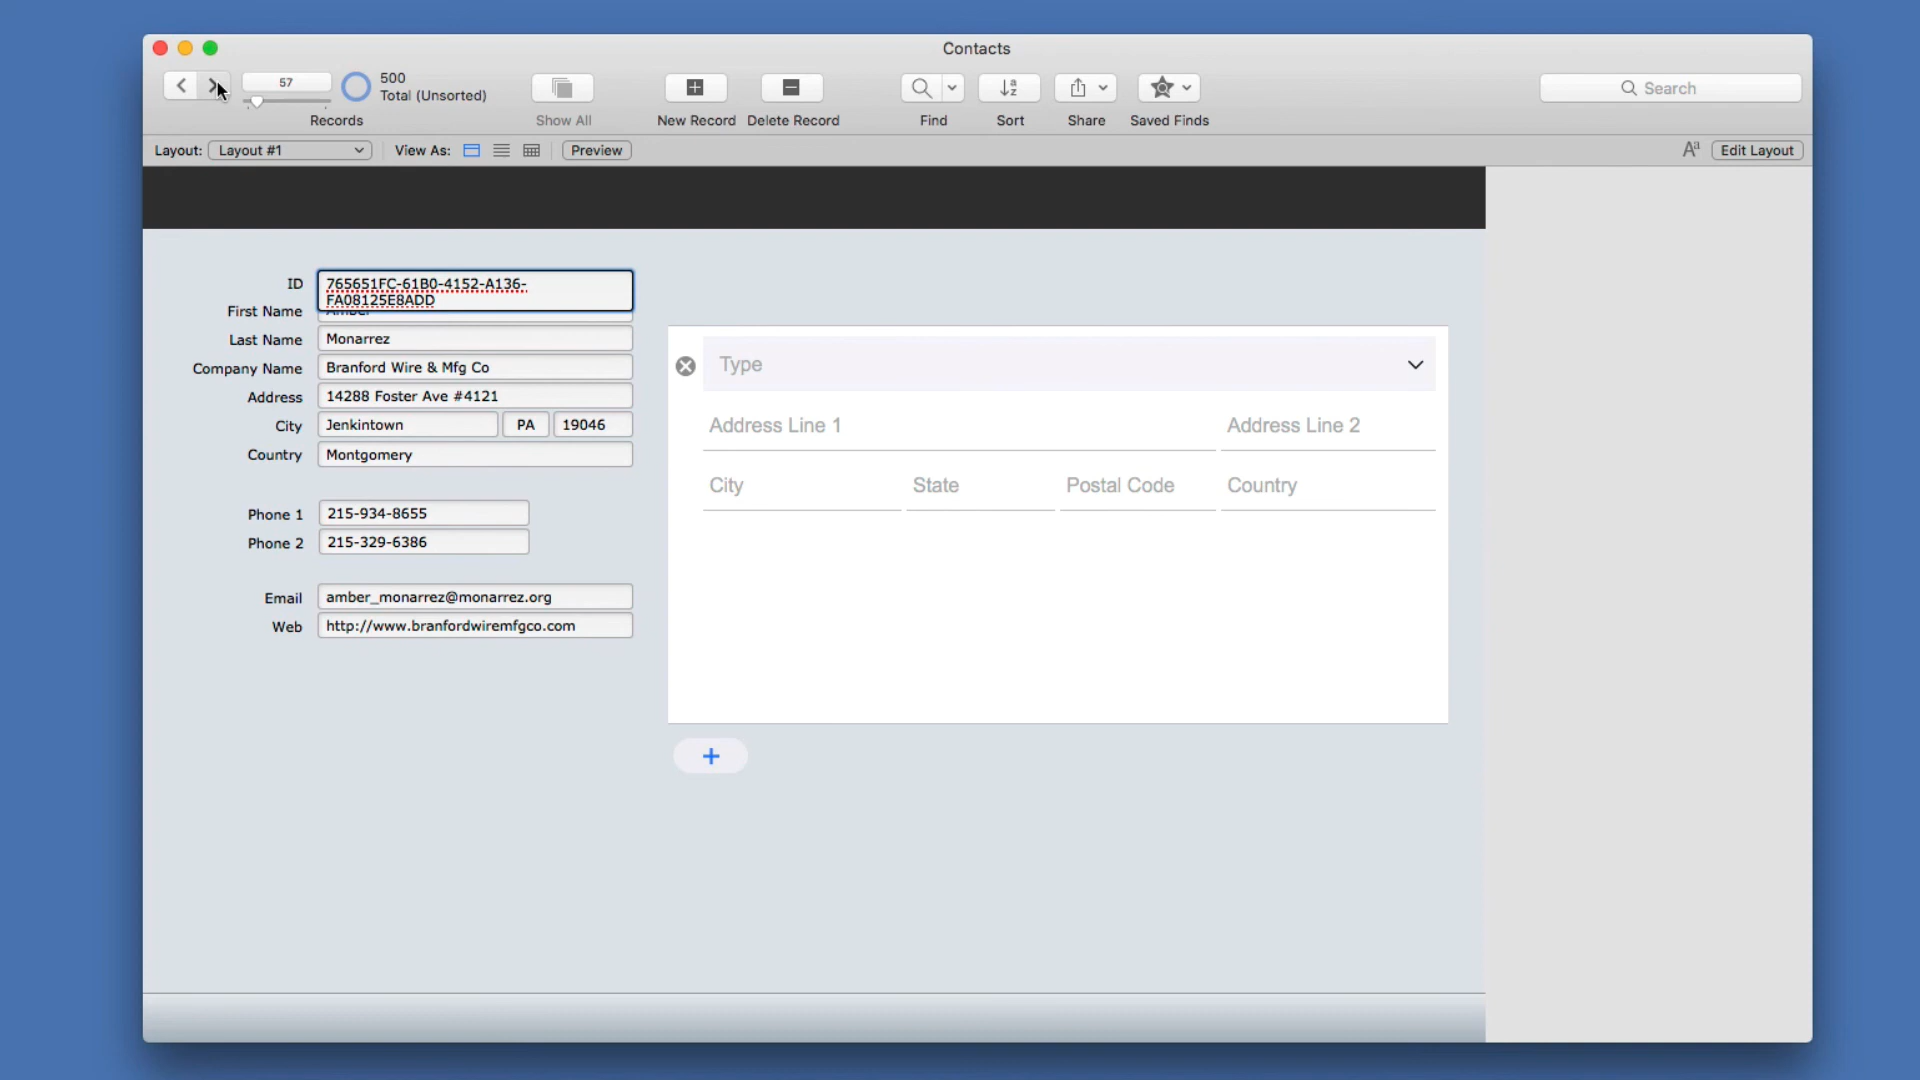 Contacts
57
500
Total (Unsorted)
Records
Show All
New Record
Delete Record
Find
Sort
Share
Saved Finds
Search
Layout: Layout #1
View As:
Preview
Edit Layout
ID 765651FC-61B0-4152-A136-
FA08125E8ADD
First Name Amber
Last Name Monarrez
Company Name Branford Wire & Mfg Co
Address 14288 Foster Ave #4121
City Jenkintown PA 19046
Country Montgomery
Phone 1 215-934-8655
Phone 2 215-329-6386
Email amber_monarrez@monarrez.org
Web http://www.branfordwiremfgco.com
Type
Address Line 1 Address Line 2
City State Postal Code Country